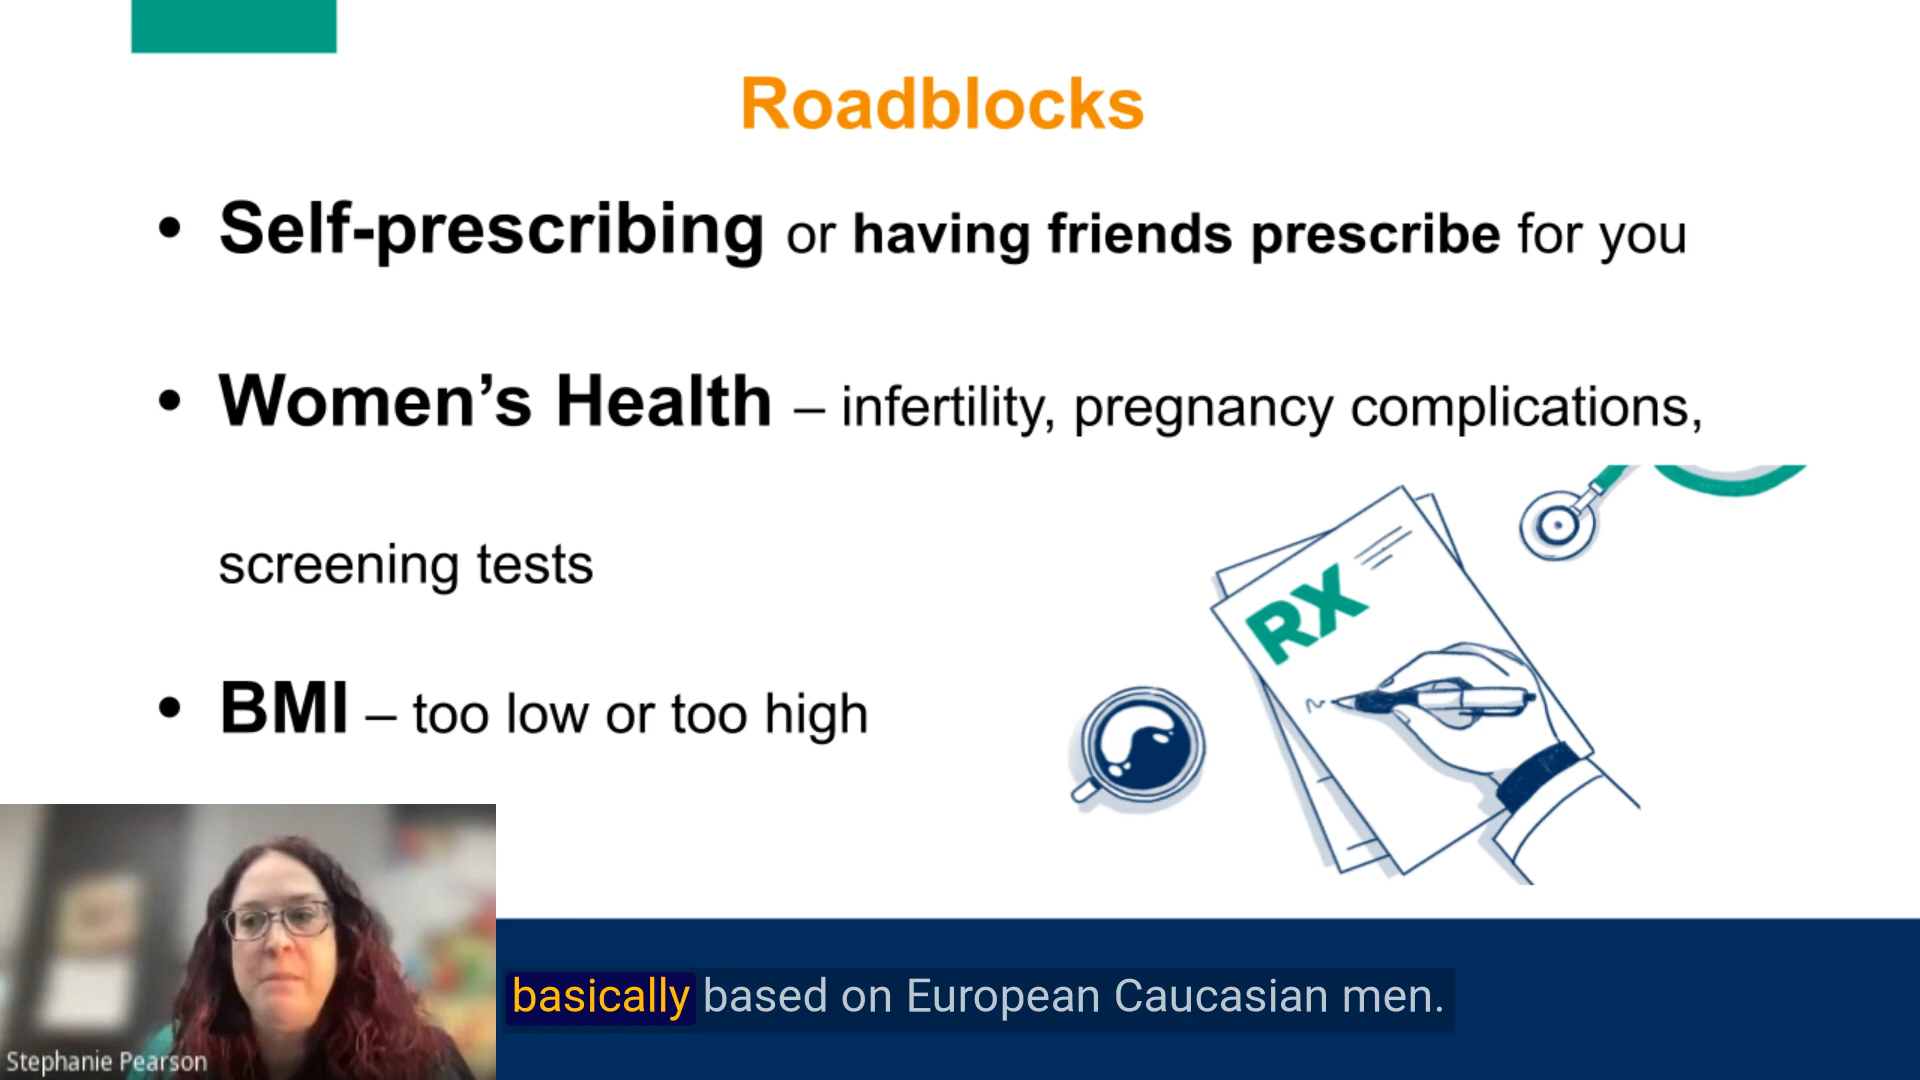 Roadblocks
• Self-prescribing or having friends prescribe for you
• Women’s Health – infertility, pregnancy complications,
screening tests
• BMI – too low or too high
RX
basically based on European Caucasian men.
Stephanie Pearson